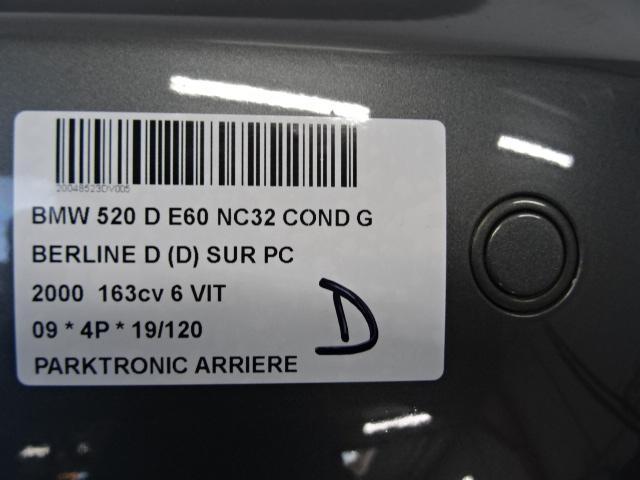 20048523DV005
BMW 520 D E60 NC32 COND G
BERLINE D (D) SUR PC
2000 163cv 6 VIT
09 * 4P * 19/120
PARKTRONIC ARRIERE
D